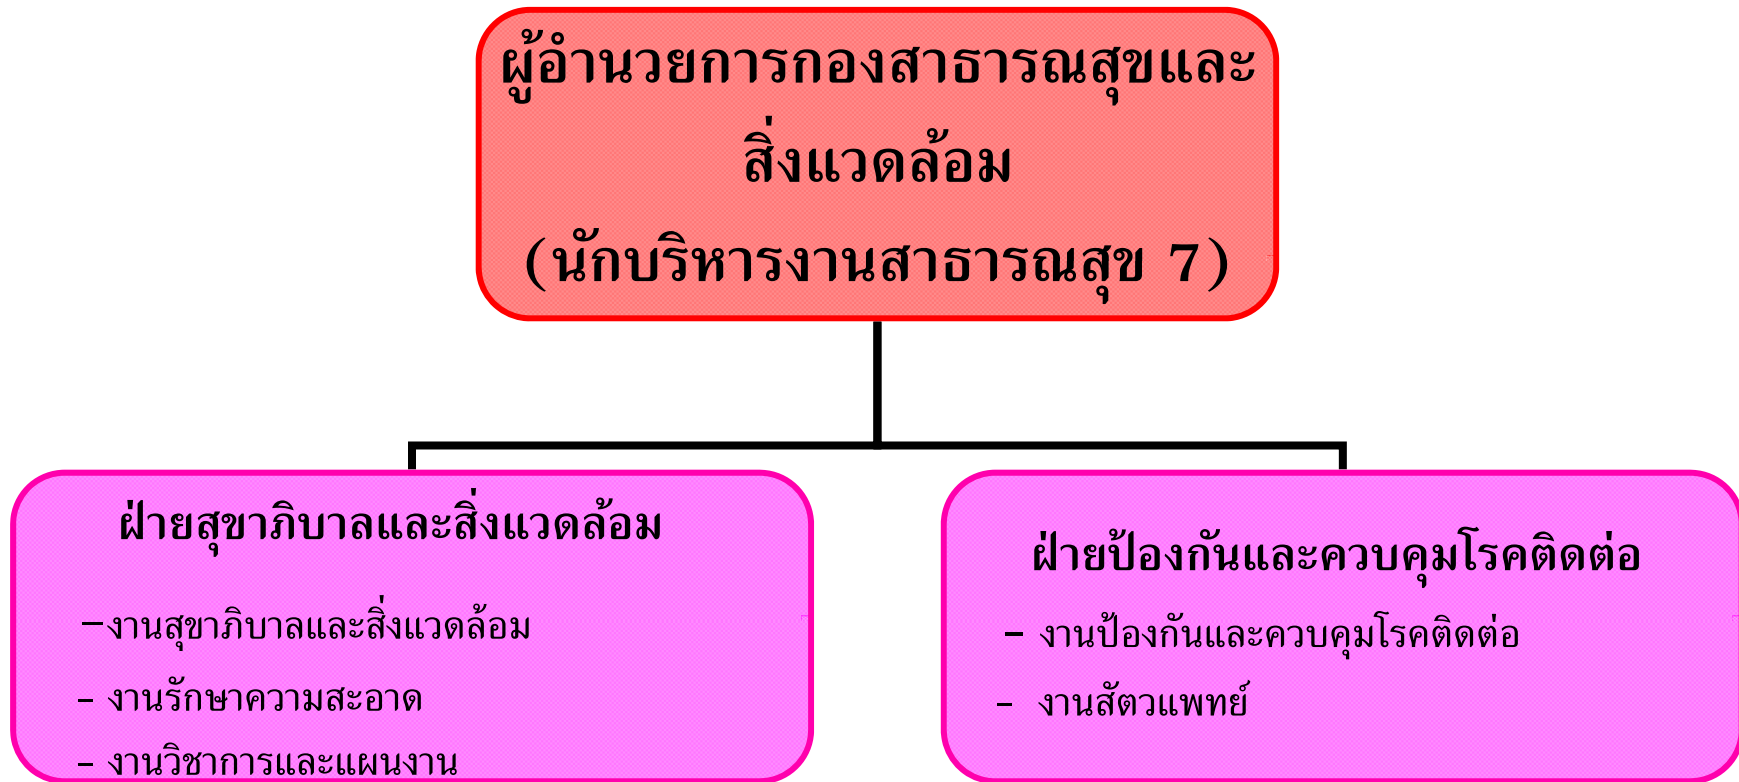 ผู้อำนวยการกองสาธารณสุขและ
สิ่งแวดล้อม
(นักบริหารงานสาธารณสุข 7)
ฝ่ายสุขาภิบาลและสิ่งแวดล้อม
-งานสุขาภิบาลและสิ่งแวดล้อม
- งานรักษาความสะอาด
- งานวิชาการและแผนงาน
ฝ่ายป้องกันและควบคุมโรคติดต่อ
- งานป้องกันและควบคุมโรคติดต่อ
- งานสัตวแพทย์